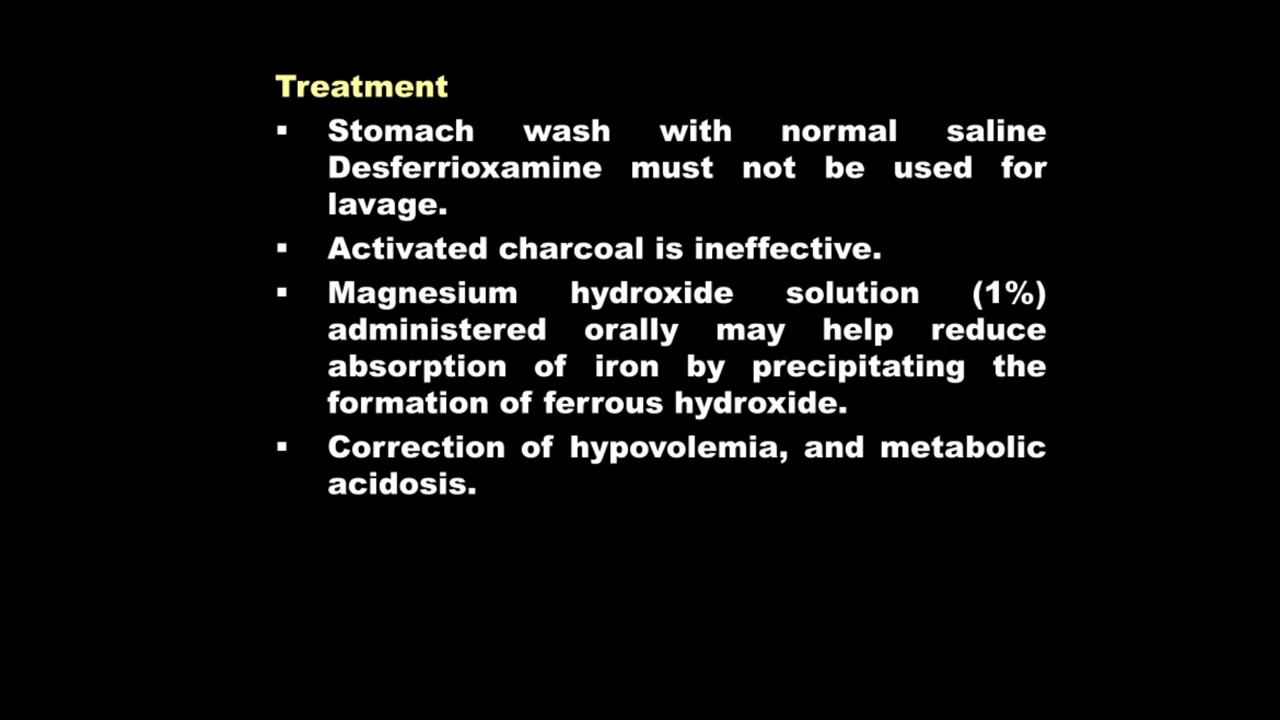 Treatment
▪ Stomach wash with normal saline
Desferrioxamine must not be used for
lavage.
▪ Activated charcoal is ineffective.
▪ Magnesium hydroxide solution (1%)
administered orally may help reduce
absorption of iron by precipitating the
formation of ferrous hydroxide.
▪ Correction of hypovolemia, and metabolic
acidosis.